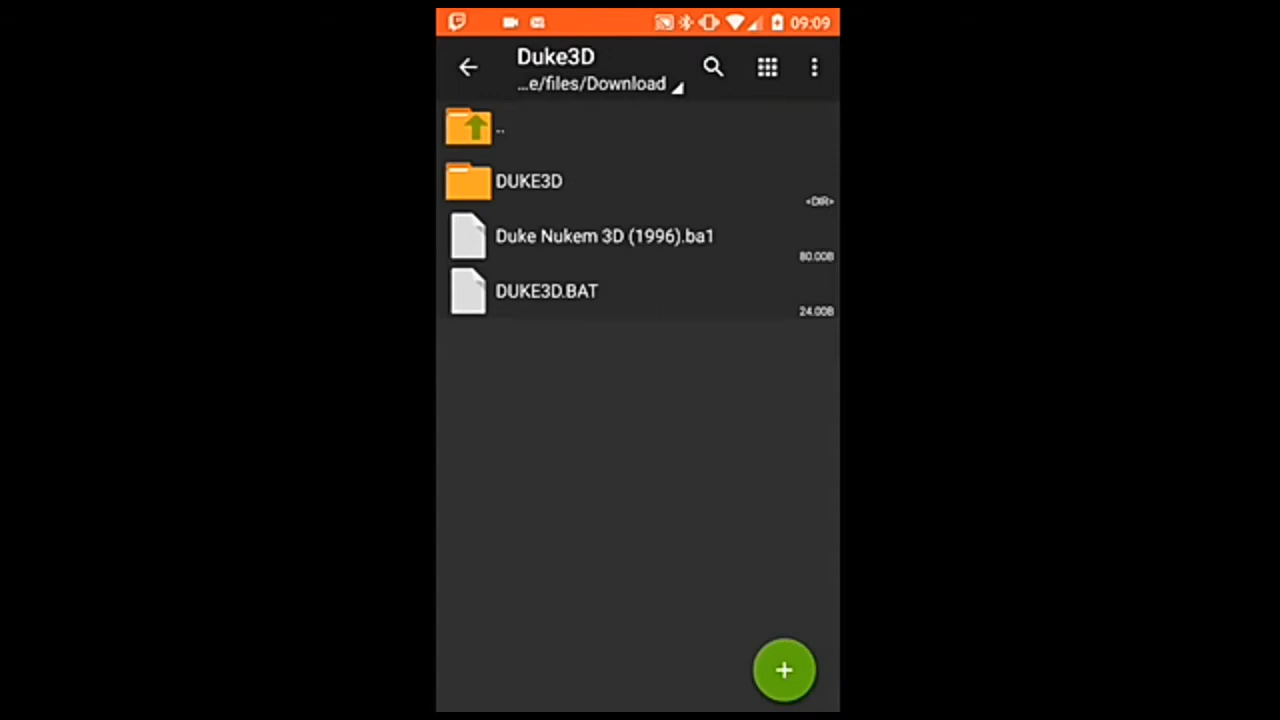 09:09
Duke3D
...e/files/Download
..
DUKE3D
<DIR>
Duke Nukem 3D (1996).ba1
80.00B
DUKE3D.BAT
24.00B